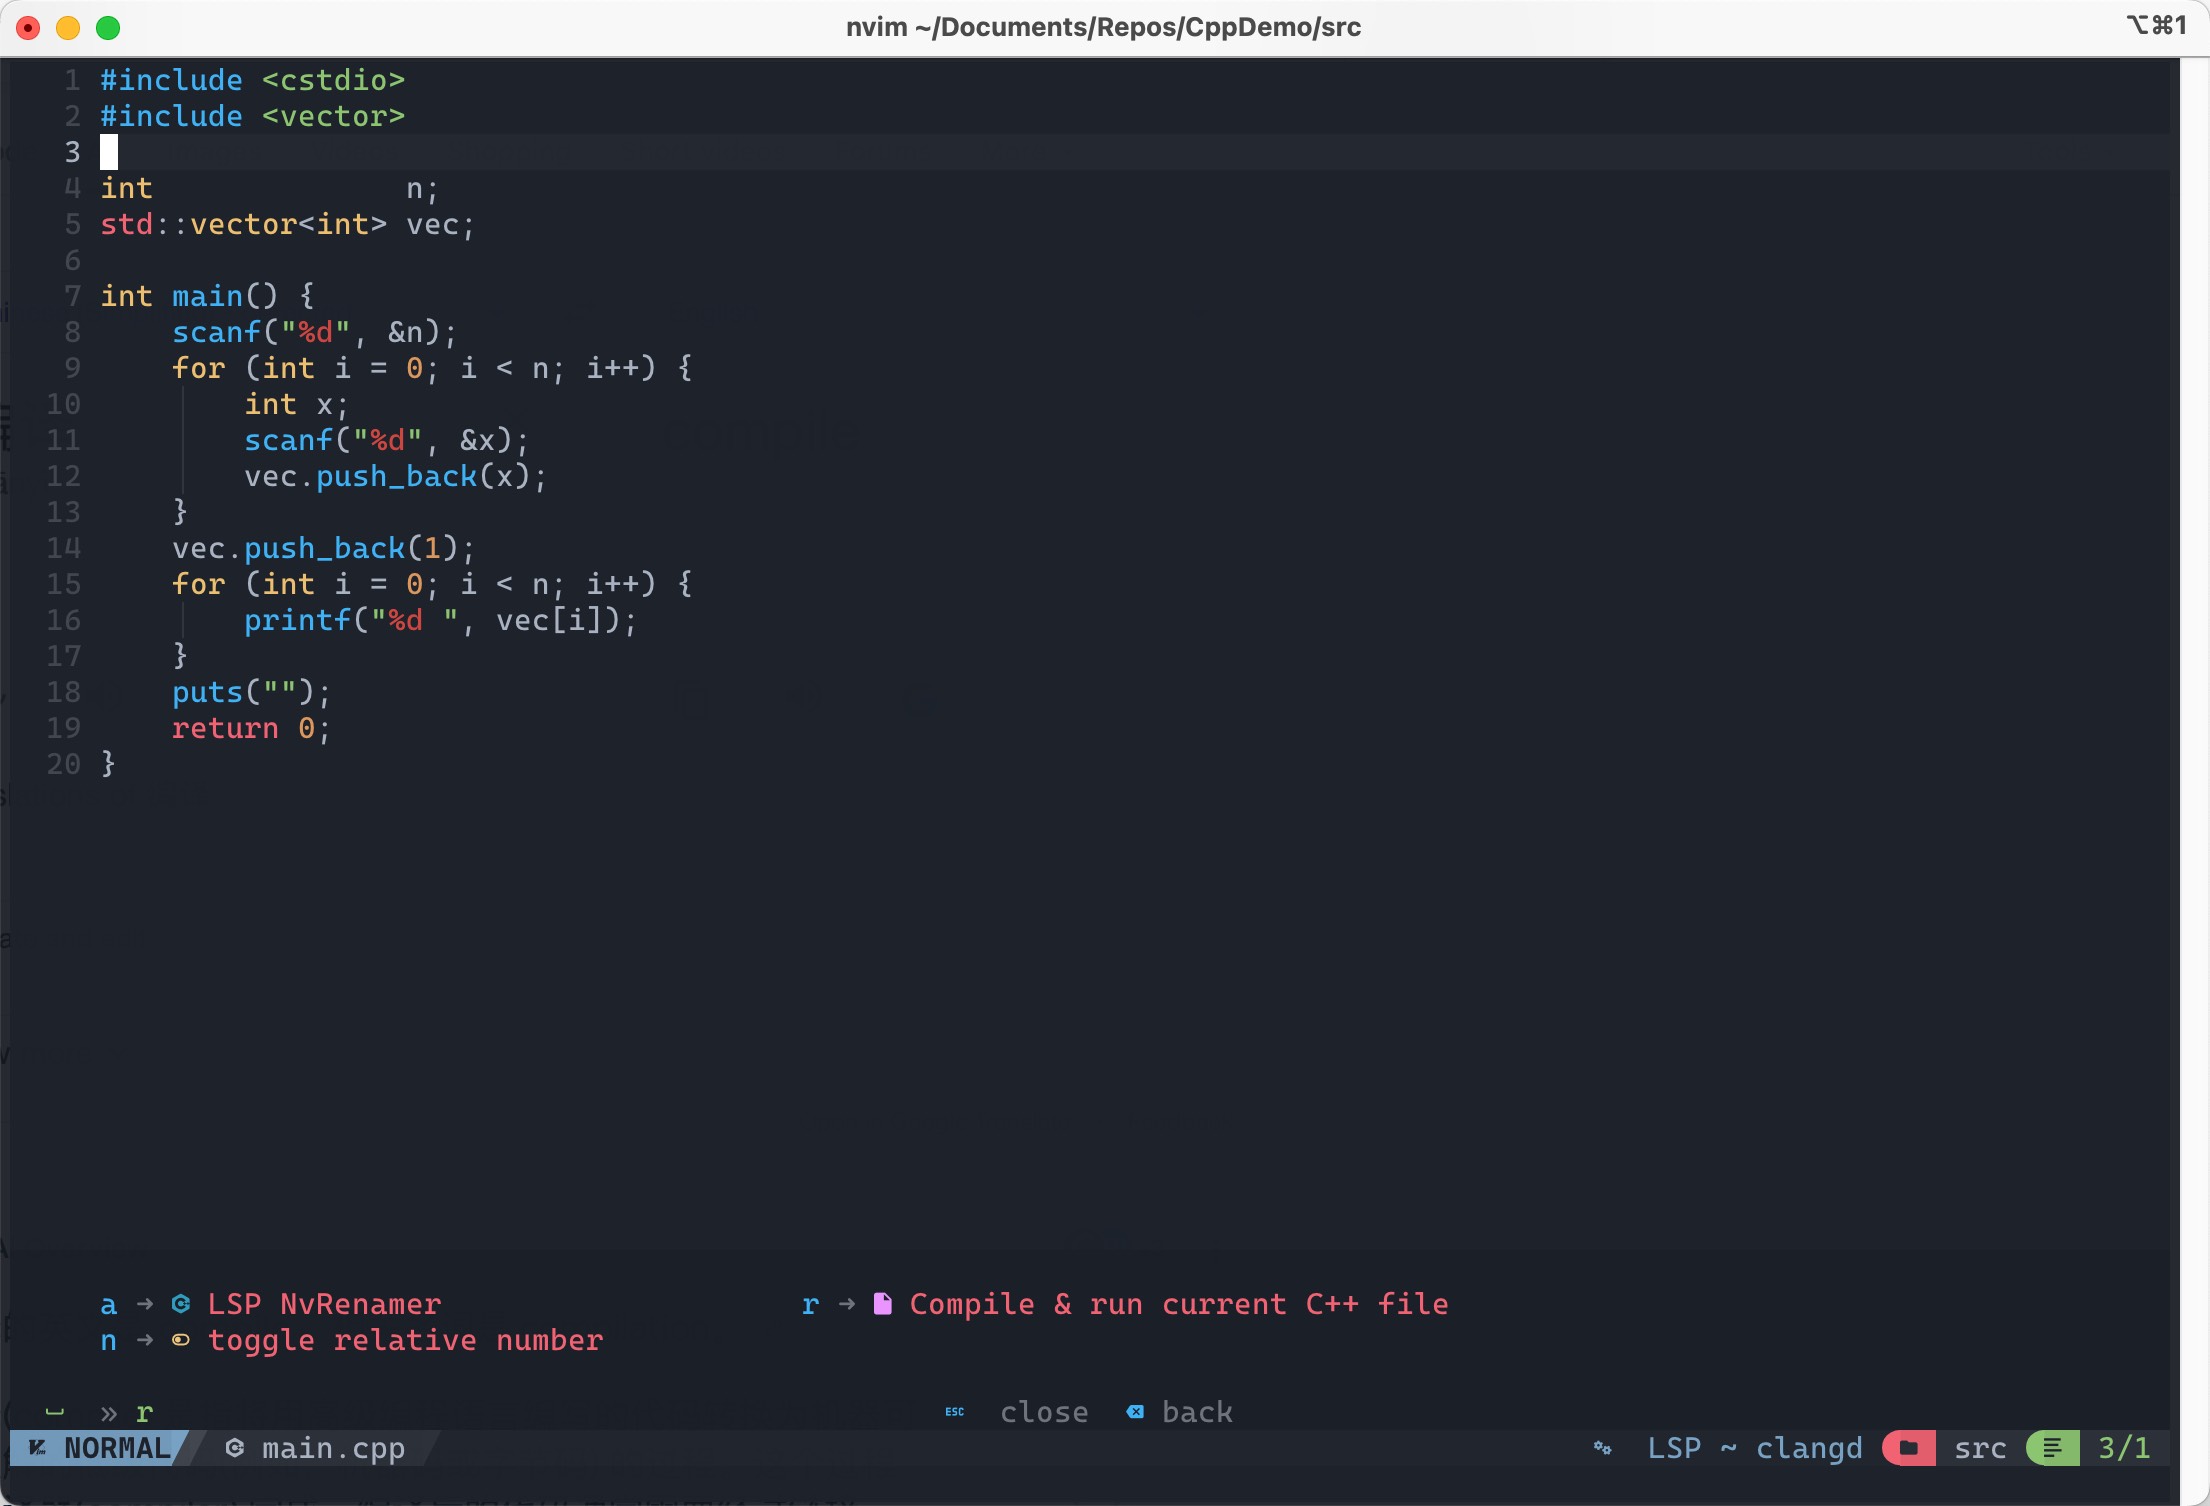 nvim ~/Documents/Repos/CppDemo/src
⌥⌘1
1 #include <cstdio>
2 #include <vector>
3
4 int              n;
5 std::vector<int> vec;
6
7 int main() {
8     scanf("%d", &n);
9     for (int i = 0; i < n; i++) {
10         int x;
11         scanf("%d", &x);
12         vec.push_back(x);
13     }
14     vec.push_back(1);
15     for (int i = 0; i < n; i++) {
16         printf("%d ", vec[i]);
17     }
18     puts("");
19     return 0;
20 }
a → LSP NvRenamer
r → Compile & run current C++ file
n → toggle relative number
» r
ESC close back
NORMAL main.cpp
LSP ~ clangd src 3/1